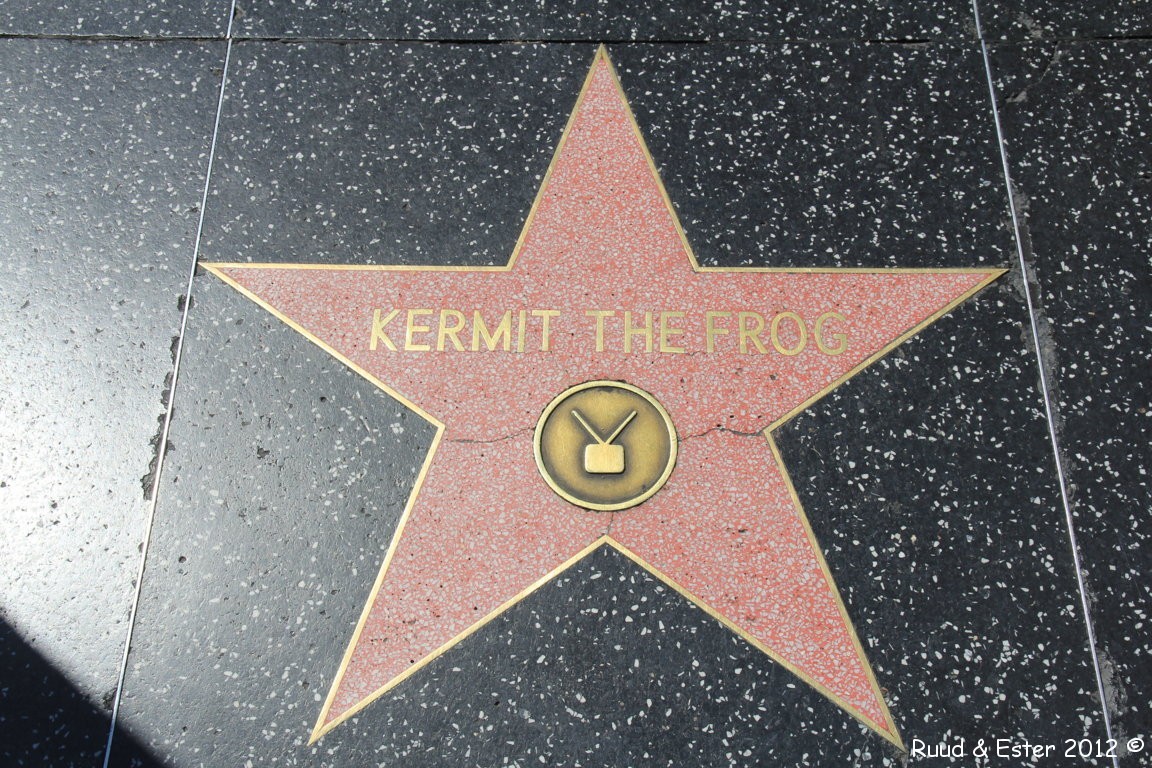 KERMIT THE FROG
Ruud & Ester 2012 ©